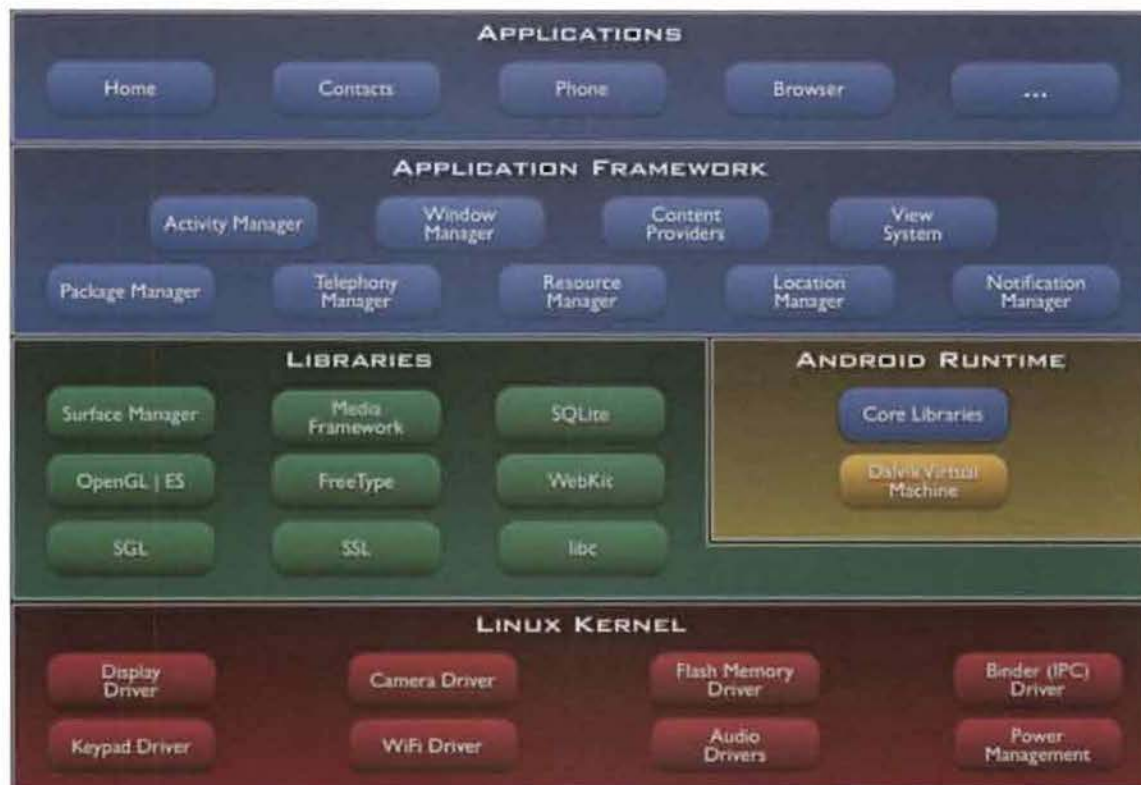 APPLICATIONS
Home
Contacts
Phone
Browser
...
APPLICATION FRAMEWORK
Activity Manager
Window
Manager
Content
Providers
View
System
Package Manager
Telephony
Manager
Resource
Manager
Location
Manager
Notification
Manager
LIBRARIES
Surface Manager
Media
Framework
SQLite
OpenGL | ES
FreeType
WebKit
SGL
SSL
libc
ANDROID RUNTIME
Core Libraries
Dalvik Virtual
Machine
LINUX KERNEL
Display
Driver
Camera Driver
Flash Memory
Driver
Binder (IPC)
Driver
Keypad Driver
WiFi Driver
Audio
Drivers
Power
Management